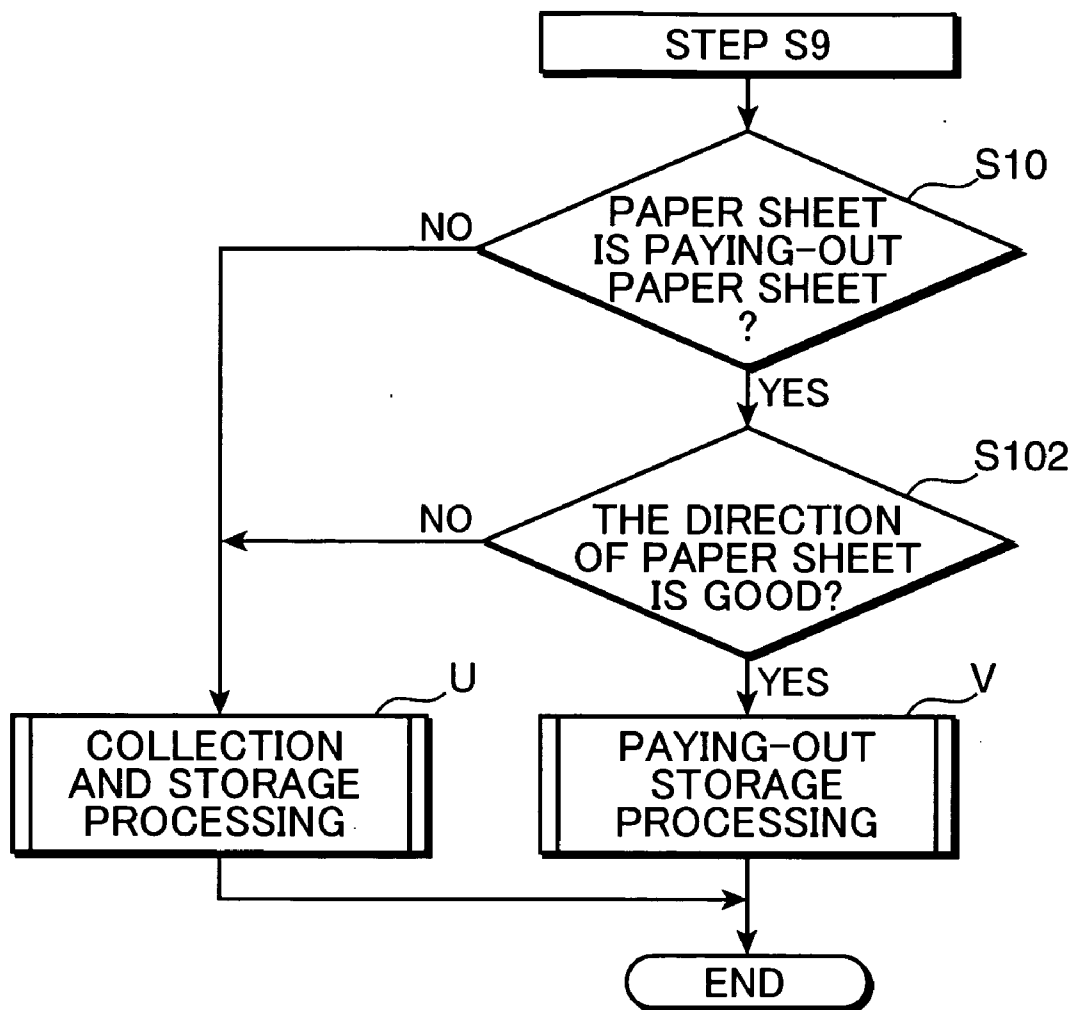 STEP S9
S10
PAPER SHEET
IS PAYING-OUT
PAPER SHEET
?
NO
YES
S102
THE DIRECTION
OF PAPER SHEET
IS GOOD?
NO
YES
U
COLLECTION
AND STORAGE
PROCESSING
V
PAYING-OUT
STORAGE
PROCESSING
END